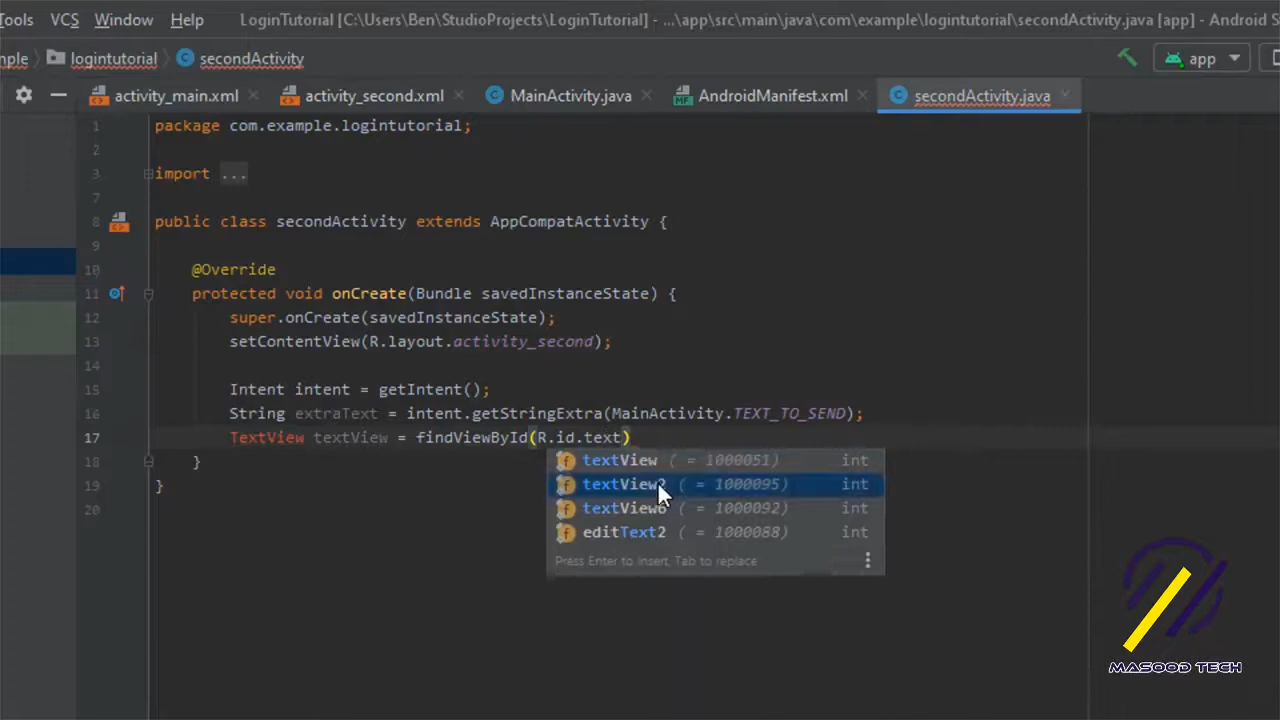 Tools VCS Window Help LoginTutorial [C:\Users\Ben\StudioProjects\LoginTutorial] - ...\app\src\main\java\com\example\logintutorial\secondActivity.java [app] - Android S
mple logintutorial secondActivity app
activity_main.xml activity_second.xml MainActivity.java AndroidManifest.xml secondActivity.java
1 package com.example.logintutorial;
2
3 import ...
7
8 public class secondActivity extends AppCompatActivity {
9
10 @Override
11 protected void onCreate(Bundle savedInstanceState) {
12 super.onCreate(savedInstanceState);
13 setContentView(R.layout.activity_second);
14
15 Intent intent = getIntent();
16 String extraText = intent.getStringExtra(MainActivity.TEXT_TO_SEND);
17 TextView textView = findViewById(R.id.text)
textView ( = 1000051) int
18 }
textView2 ( = 1000095) int
19 }
textView6 ( = 1000092) int
20
editText2 ( = 1000088) int
Press Enter to insert, Tab to replace
MASOOD TECH